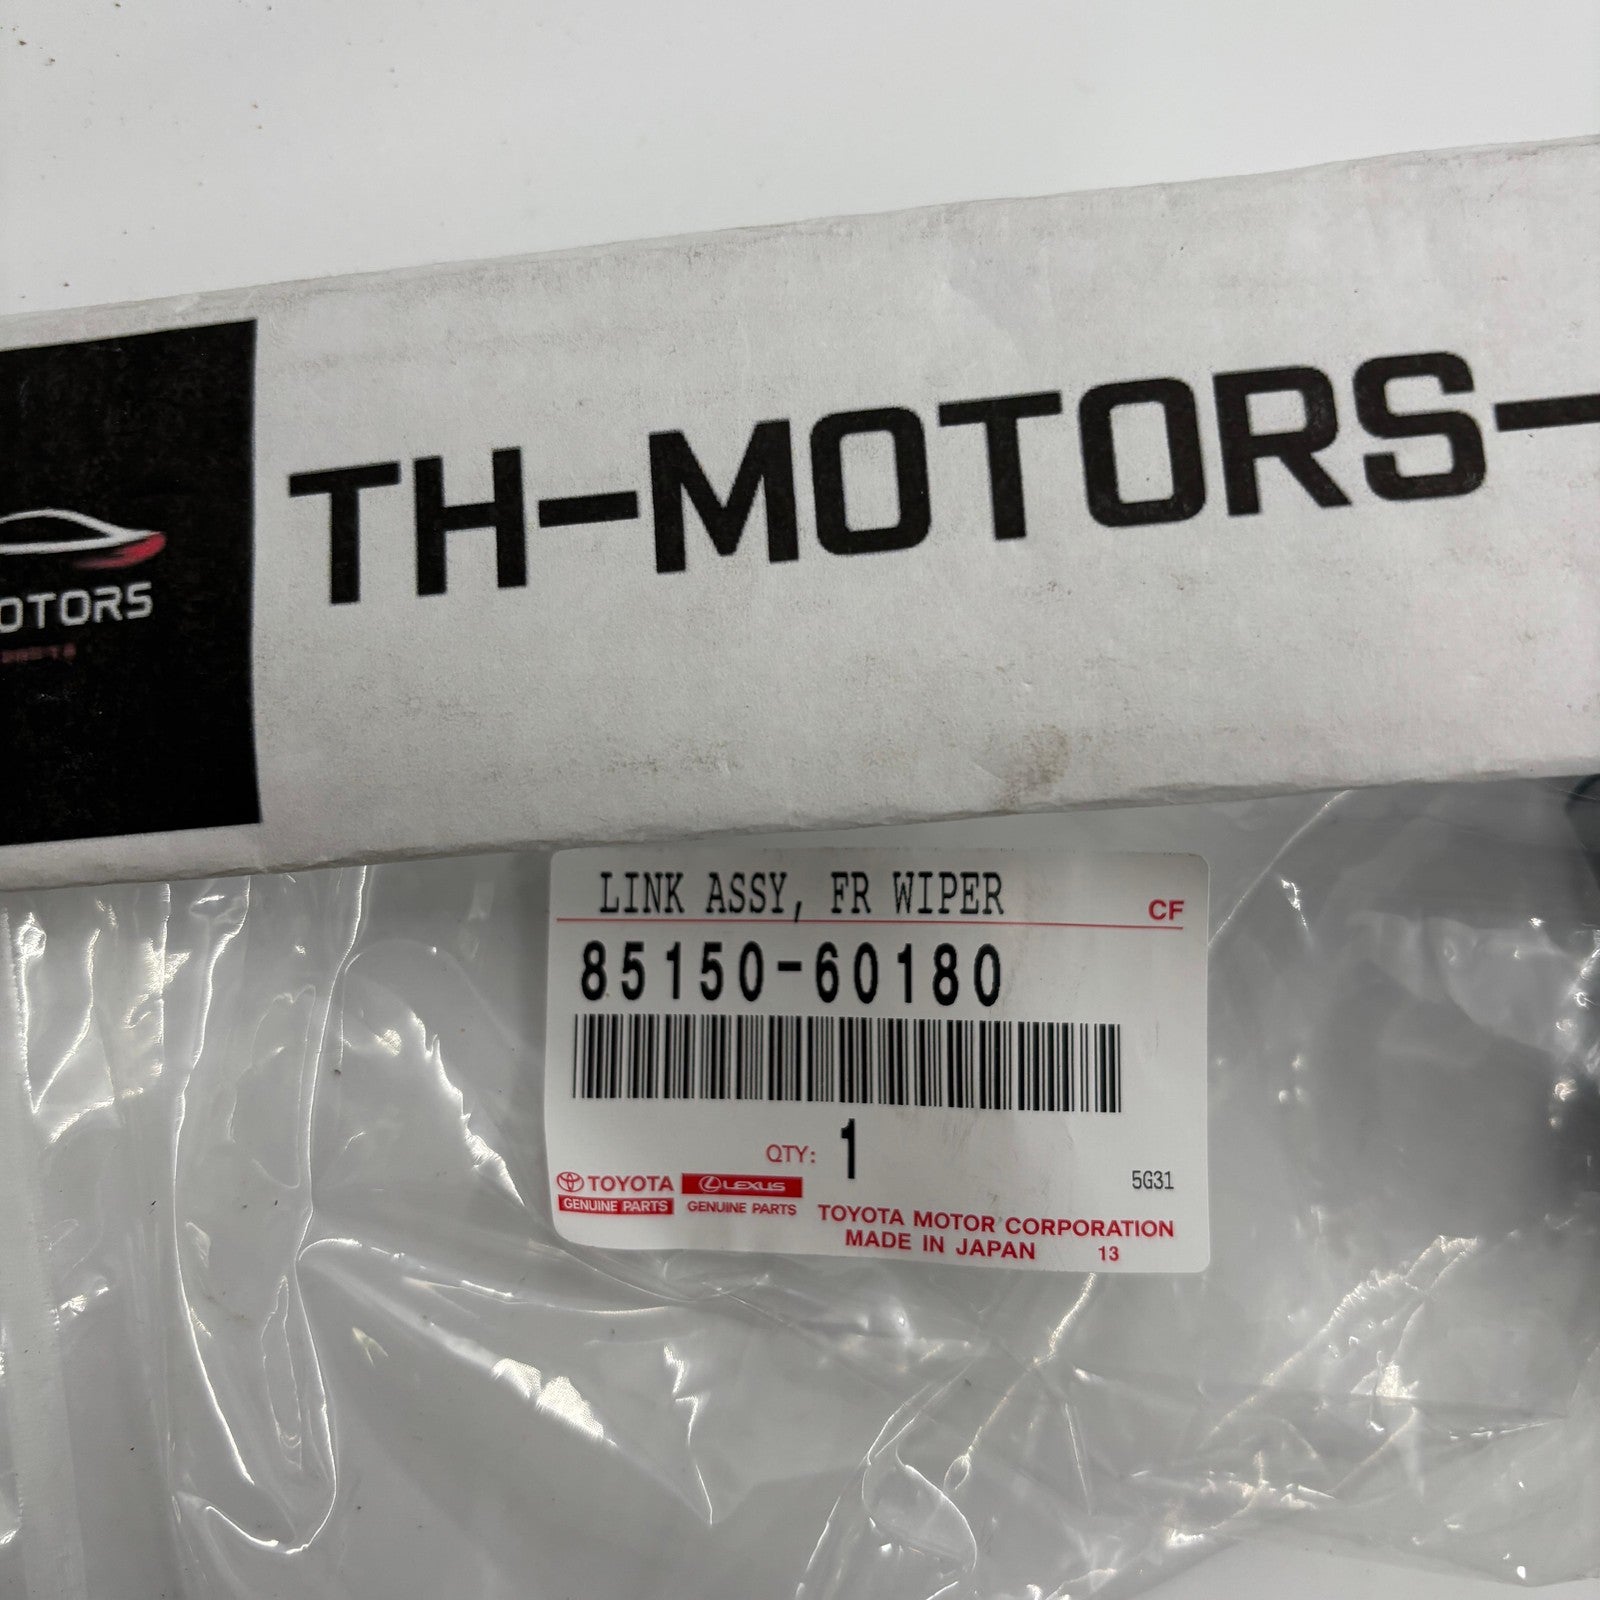 TH-MOTORS-
OTORS
LINK ASSY, FR WIPER
CF
85150-60180
QTY: 1
5G31
TOYOTA
GENUINE PARTS
LEXUS
GENUINE PARTS
TOYOTA MOTOR CORPORATION
MADE IN JAPAN 13